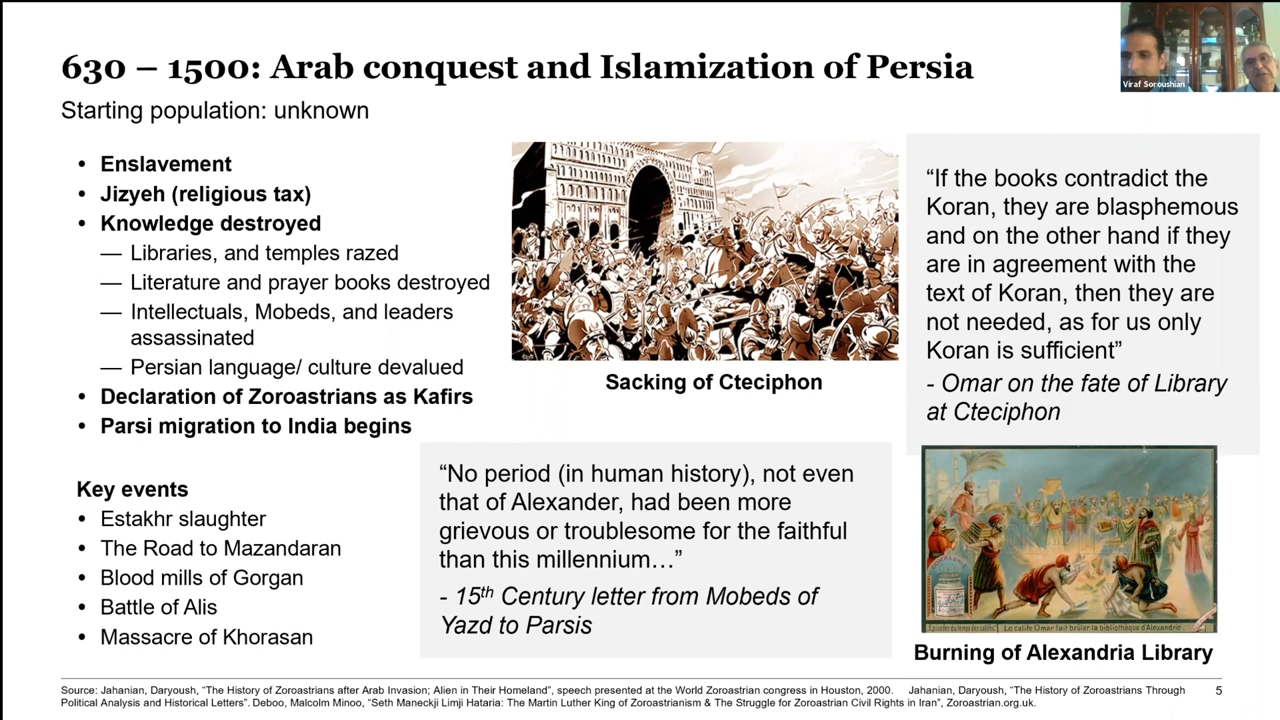 630 – 1500: Arab conquest and Islamization of Persia
Starting population: unknown
Viraf Soroushian
• Enslavement
• Jizyeh (religious tax)
• Knowledge destroyed
— Libraries, and temples razed
— Literature and prayer books destroyed
— Intellectuals, Mobeds, and leaders
assassinated
— Persian language/ culture devalued
• Declaration of Zoroastrians as Kafirs
• Parsi migration to India begins
Key events
• Estakhr slaughter
• The Road to Mazandaran
• Blood mills of Gorgan
• Battle of Alis
• Massacre of Khorasan
Sacking of Cteciphon
“No period (in human history), not even
that of Alexander, had been more
grievous or troublesome for the faithful
than this millennium…”
- 15th Century letter from Mobeds of
Yazd to Parsis
“If the books contradict the
Koran, they are blasphemous
and on the other hand if they
are in agreement with the
text of Koran, then they are
not needed, as for us only
Koran is sufficient”
- Omar on the fate of Library
at Cteciphon
Le calife Omar fait brûler la bibliothèque d'Alexandrie.
Burning of Alexandria Library
Source: Jahanian, Daryoush, “The History of Zoroastrians after Arab Invasion; Alien in Their Homeland”, speech presented at the World Zoroastrian congress in Houston, 2000. Jahanian, Daryoush, “The History of Zoroastrians Through
Political Analysis and Historical Letters”. Deboo, Malcolm Minoo, “Seth Maneckji Limji Hataria: The Martin Luther King of Zoroastrianism & The Struggle for Zoroastrian Civil Rights in Iran”, Zoroastrian.org.uk.
5